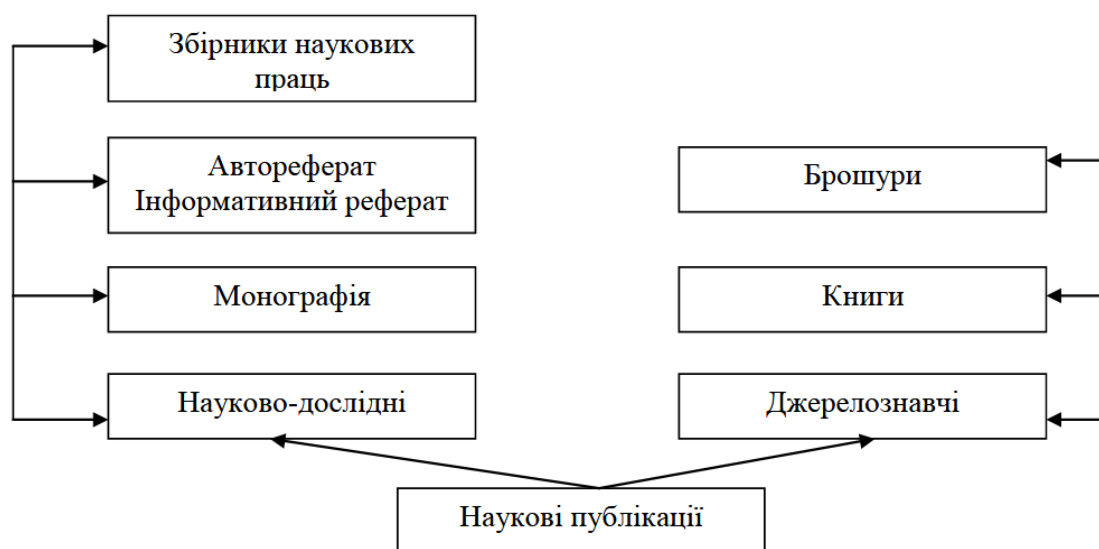 Збірники наукових
праць
Автореферат
Інформативний реферат
Брошури
Монографія
Книги
Науково-дослідні
Джерелознавчі
Наукові публікації